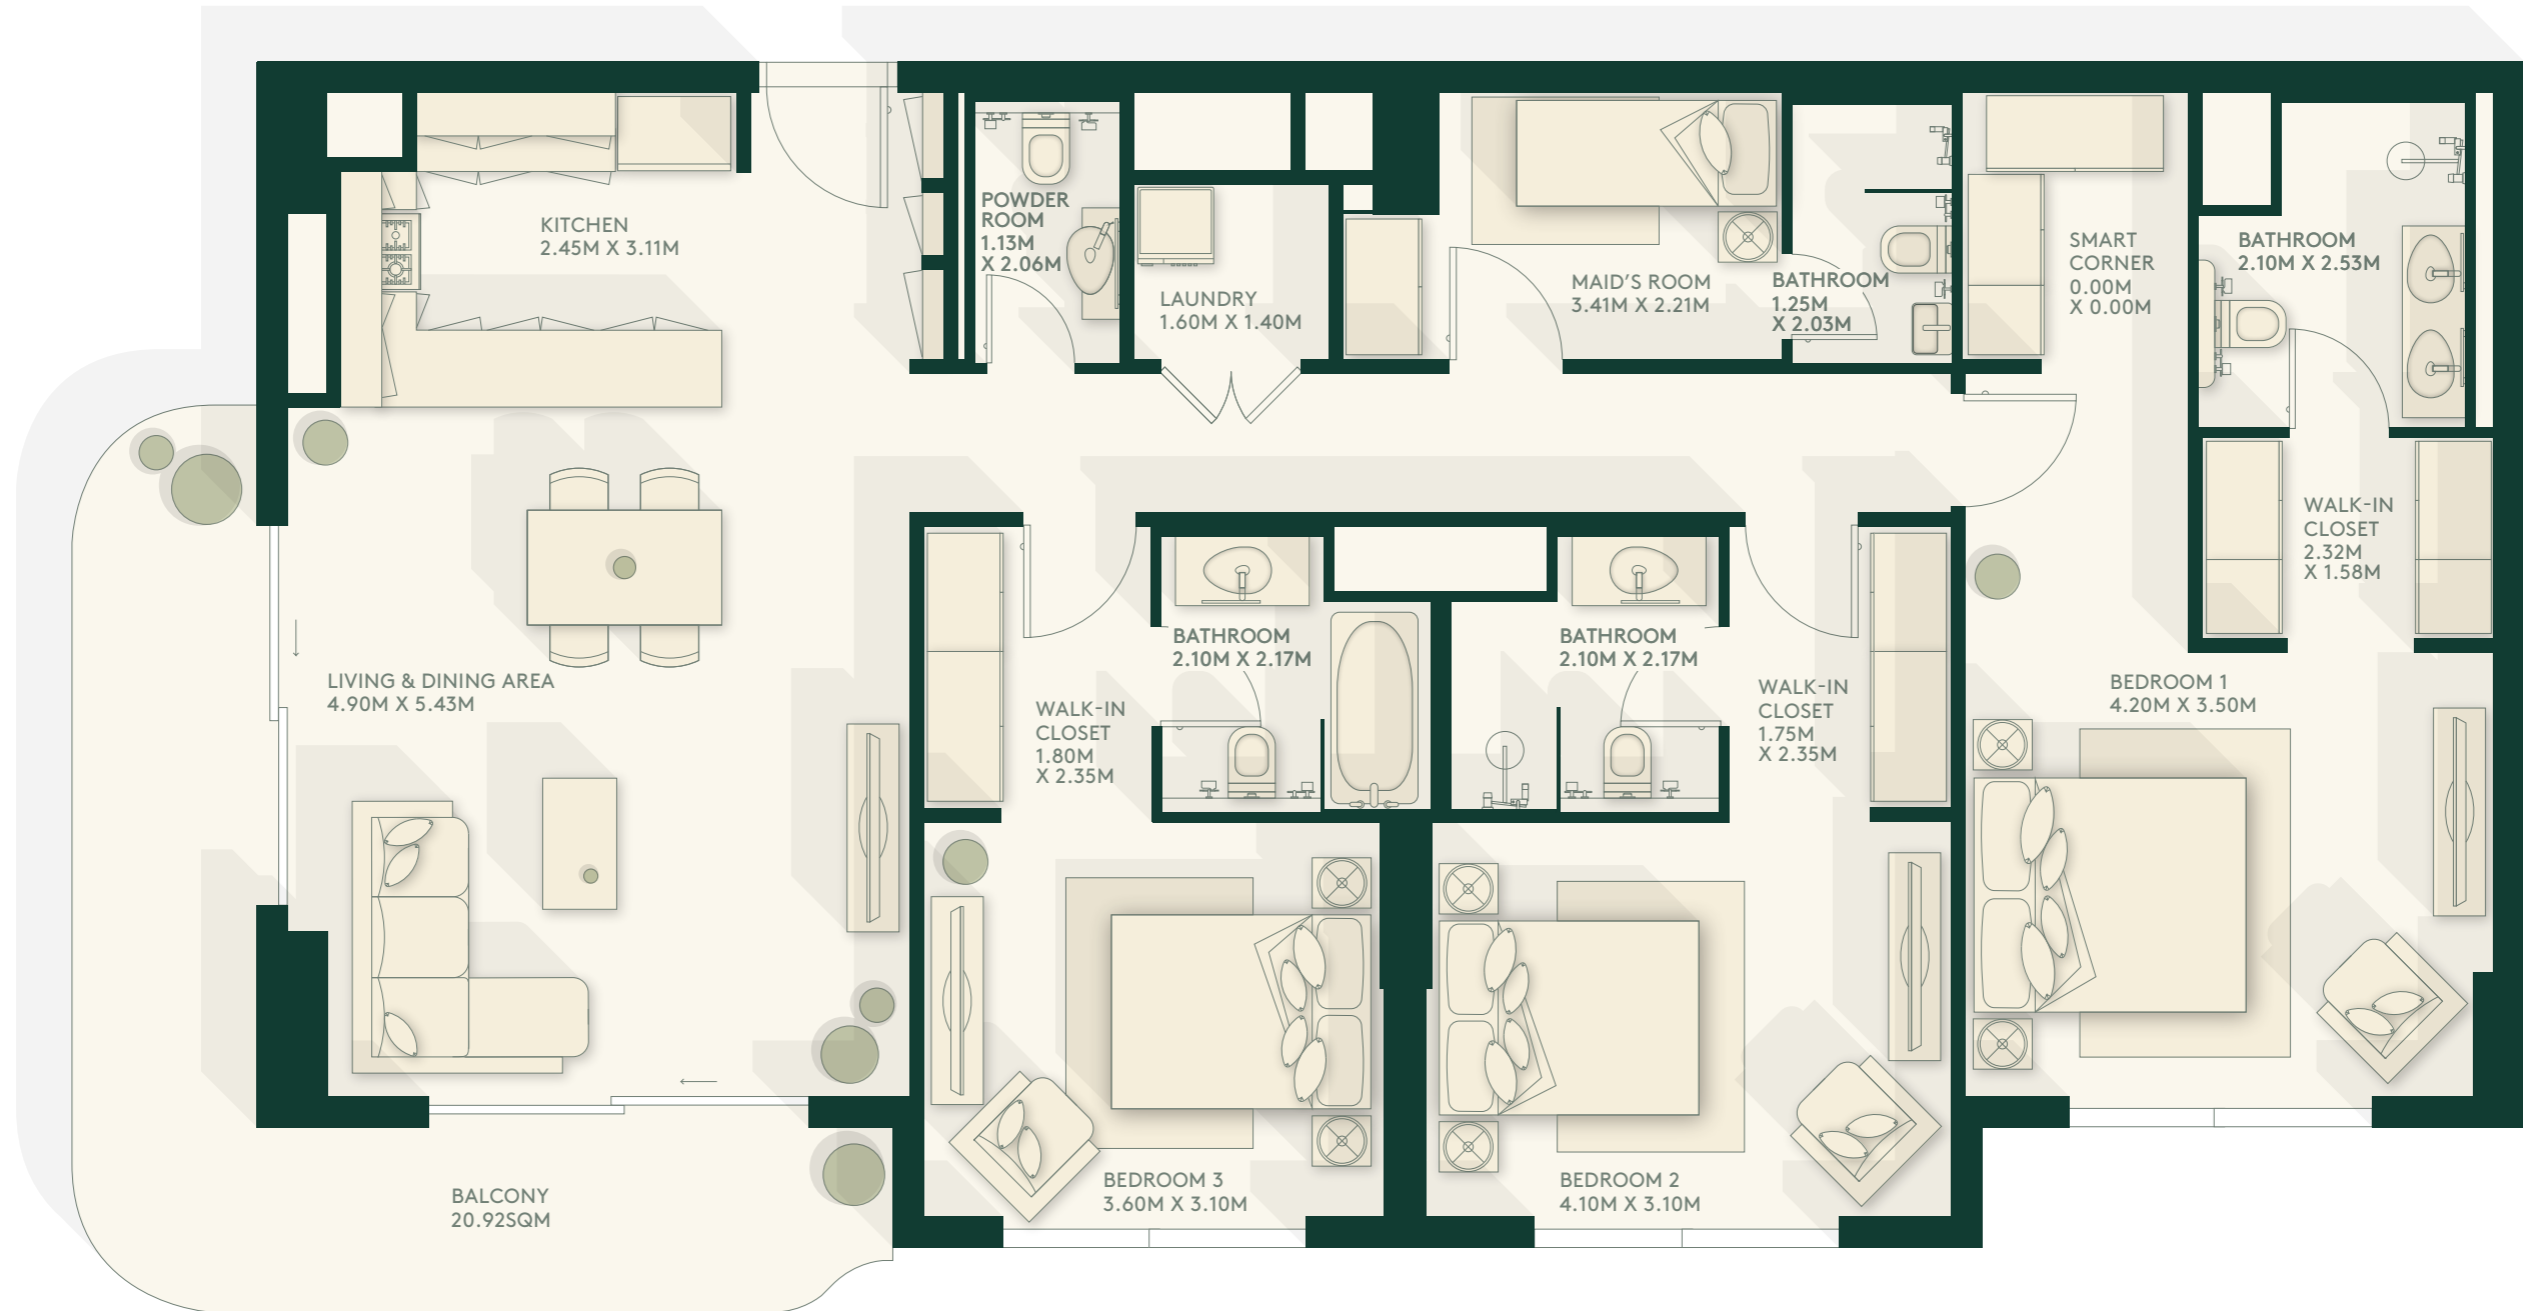 KITCHEN
2.45M X 3.11M
POWDER
ROOM
1.13M
X 2.06M
LAUNDRY
1.60M X 1.40M
MAID'S ROOM
3.41M X 2.21M
BATHROOM
1.25M
X 2.03M
SMART
CORNER
0.00M
X 0.00M
BATHROOM
2.10M X 2.53M
WALK-IN
CLOSET
2.32M
X 1.58M
LIVING & DINING AREA
4.90M X 5.43M
WALK-IN
CLOSET
1.80M
X 2.35M
BATHROOM
2.10M X 2.17M
BATHROOM
2.10M X 2.17M
WALK-IN
CLOSET
1.75M
X 2.35M
BEDROOM 1
4.20M X 3.50M
BALCONY
20.92SQM
BEDROOM 3
3.60M X 3.10M
BEDROOM 2
4.10M X 3.10M